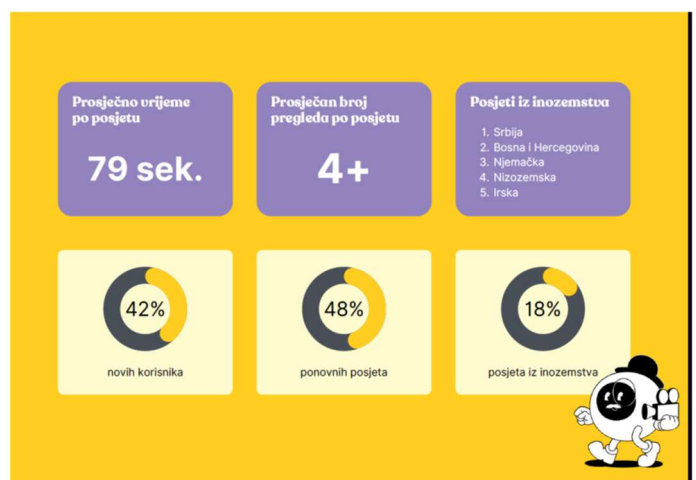 Prosječno vrijeme
po posjetu
79 sek.
Prosječan broj
pregleda po posjetu
4+
Posjeti iz inozemstva
1. Srbija
2. Bosna i Hercegovina
3. Njemačka
4. Nizozemska
5. Irska
42%
novih korisnika
48%
ponovnih posjeta
18%
posjeta iz inozemstva